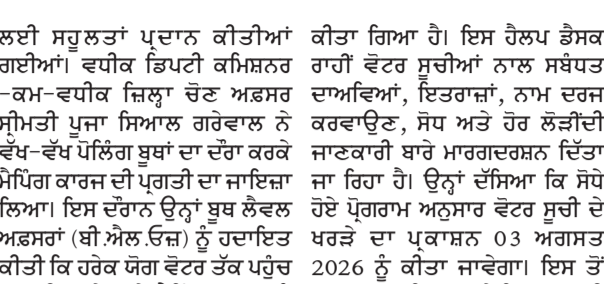 ਲਈ ਸਹੂਲਤਾਂ ਪ੍ਰਦਾਨ ਕੀਤੀਆਂ
ਗਈਆਂ। ਵਧੀਕ ਡਿਪਟੀ ਕਮਿਸ਼ਨਰ
-ਕਮ-ਵਧੀਕ ਜ਼ਿਲ੍ਹਾ ਚੋਣ ਅਫ਼ਸਰ
ਸ੍ਰੀਮਤੀ ਪੂਜਾ ਸਿਆਲ ਗਰੇਵਾਲ ਨੇ
ਵੱਖ-ਵੱਖ ਪੋਲਿੰਗ ਬੂਥਾਂ ਦਾ ਦੌਰਾ ਕਰਕੇ
ਮੈਪਿੰਗ ਕਾਰਜ ਦੀ ਪ੍ਰਗਤੀ ਦਾ ਜਾਇਜ਼ਾ
ਲਿਆ। ਇਸ ਦੌਰਾਨ ਉਨ੍ਹਾਂ ਬੂਥ ਲੈਵਲ
ਅਫ਼ਸਰਾਂ (ਬੀ.ਐਲ.ਓਜ਼) ਨੂੰ ਹਦਾਇਤ
ਕੀਤੀ ਕਿ ਹਰੇਕ ਯੋਗ ਵੋਟਰ ਤੱਕ ਪਹੁੰਚ
ਕੀਤਾ ਗਿਆ ਹੈ। ਇਸ ਹੈਲਪ ਡੈਸਕ
ਰਾਹੀਂ ਵੋਟਰ ਸੂਚੀਆਂ ਨਾਲ ਸਬੰਧਤ
ਦਾਅਵਿਆਂ, ਇਤਰਾਜ਼ਾਂ, ਨਾਮ ਦਰਜ
ਕਰਵਾਉਣ, ਸੋਧ ਅਤੇ ਹੋਰ ਲੋੜੀਂਦੀ
ਜਾਣਕਾਰੀ ਬਾਰੇ ਮਾਰਗਦਰਸ਼ਨ ਦਿੱਤਾ
ਜਾ ਰਿਹਾ ਹੈ। ਉਨ੍ਹਾਂ ਦੱਸਿਆ ਕਿ ਸੋਧੇ
ਹੋਏ ਪ੍ਰੋਗਰਾਮ ਅਨੁਸਾਰ ਵੋਟਰ ਸੂਚੀ ਦੇ
ਖਰੜੇ ਦਾ ਪ੍ਰਕਾਸ਼ਨ 03 ਅਗਸਤ
2026 ਨੂੰ ਕੀਤਾ ਜਾਵੇਗਾ। ਇਸ ਤੋਂ